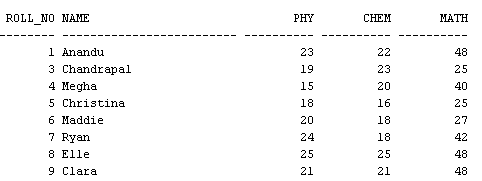 ROLL_NO NAME PHY CHEM MATH
-------- ------------------------- ---------- ---------- ----------
1 Anandu 23 22 48
3 Chandrapal 19 23 25
4 Megha 15 20 40
5 Christina 18 16 25
6 Maddie 20 18 27
7 Ryan 24 18 42
8 Elle 25 25 48
9 Clara 21 21 48